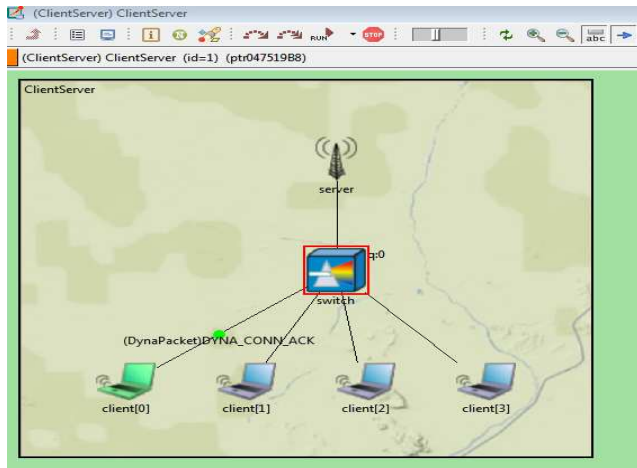 (ClientServer) ClientServer
RUN STOP abc
(ClientServer) ClientServer (id=1) (ptr047519B8)
ClientServer
server
q:0
switch
(DynaPacket)DYNA_CONN_ACK
client[0] client[1] client[2] client[3]